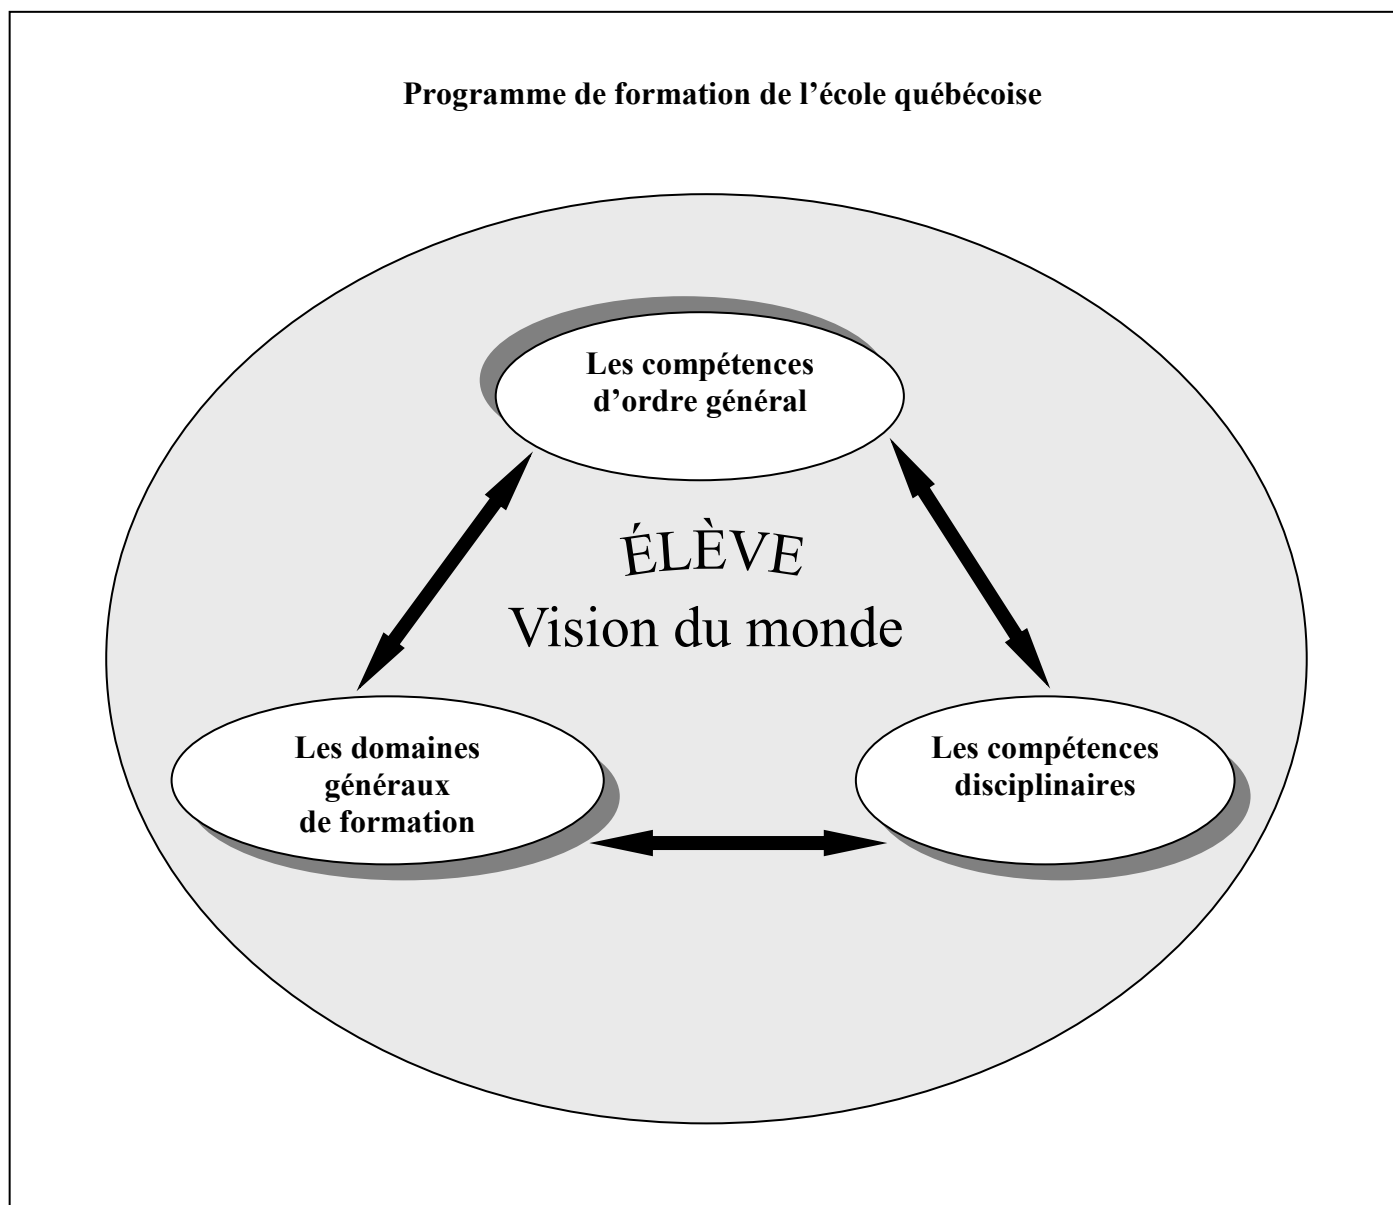 Programme de formation de l’école québécoise
Les compétences
d’ordre général
ÉLÈVE
Vision du monde
Les domaines
généraux
de formation
Les compétences
disciplinaires